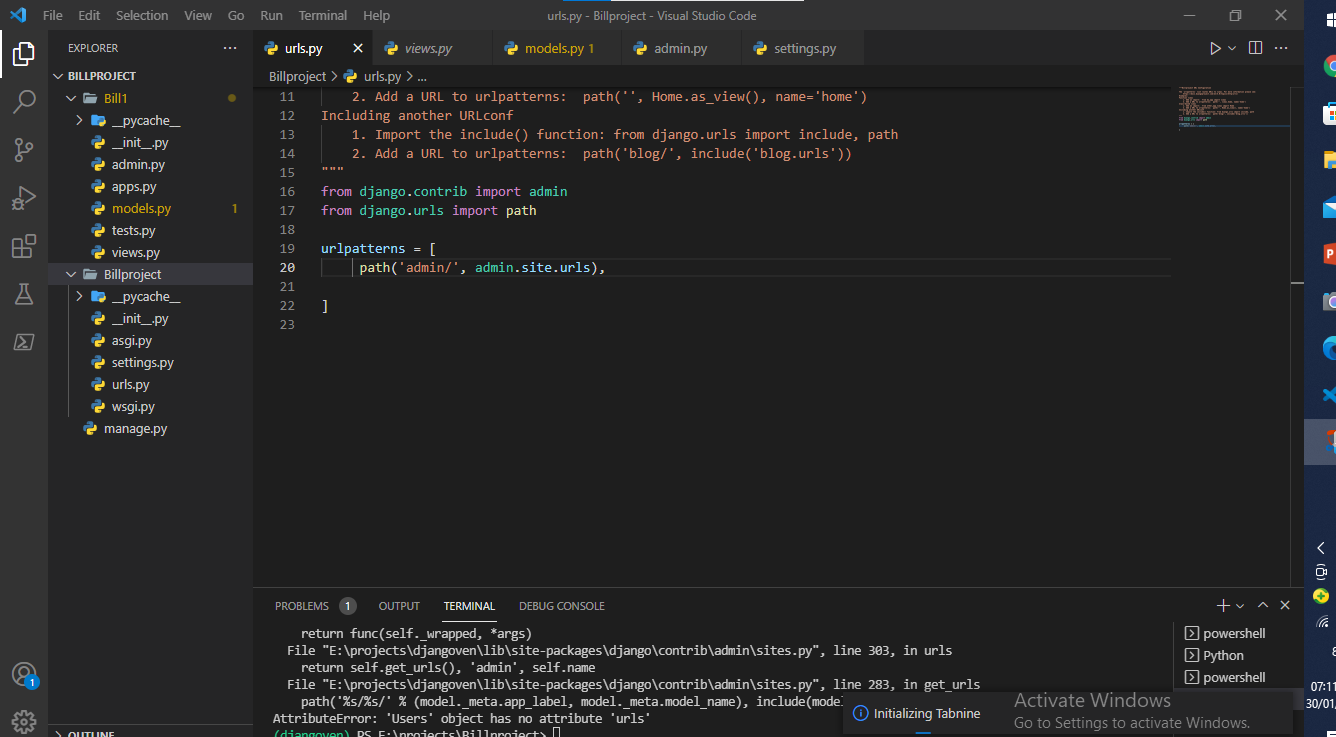 File Edit Selection View Go Run Terminal Help
urls.py - Billproject - Visual Studio Code
EXPLORER
urls.py
views.py
models.py 1
admin.py
settings.py
BILLPROJECT
Billproject > urls.py > ...
Bill1
__pycache__
__init__.py
admin.py
apps.py
models.py 1
tests.py
views.py
Billproject
__pycache__
__init__.py
asgi.py
settings.py
urls.py
wsgi.py
manage.py
OUTLINE
11 2. Add a URL to urlpatterns:  path('', Home.as_view(), name='home')
12 Including another URLconf
13 1. Import the include() function: from django.urls import include, path
14 2. Add a URL to urlpatterns:  path('blog/', include('blog.urls'))
15 """
16 from django.contrib import admin
17 from django.urls import path
18
19 urlpatterns = [
20 path('admin/', admin.site.urls),
21
22 ]
23
PROBLEMS 1 OUTPUT TERMINAL DEBUG CONSOLE
return func(self._wrapped, *args)
File "E:\projects\djangoven\lib\site-packages\django\contrib\admin\sites.py", line 303, in urls
return self.get_urls(), 'admin', self.name
File "E:\projects\djangoven\lib\site-packages\django\contrib\admin\sites.py", line 283, in get_urls
path('%s/%s/' % (model._meta.app_label, model._meta.model_name), include(mode
AttributeError: 'Users' object has no attribute 'urls'
(djangoven) PS E:\projects\Billproject>
powershell
Python
powershell
Initializing Tabnine
Activate Windows
Go to Settings to activate Windows.
1
07:11
30/01